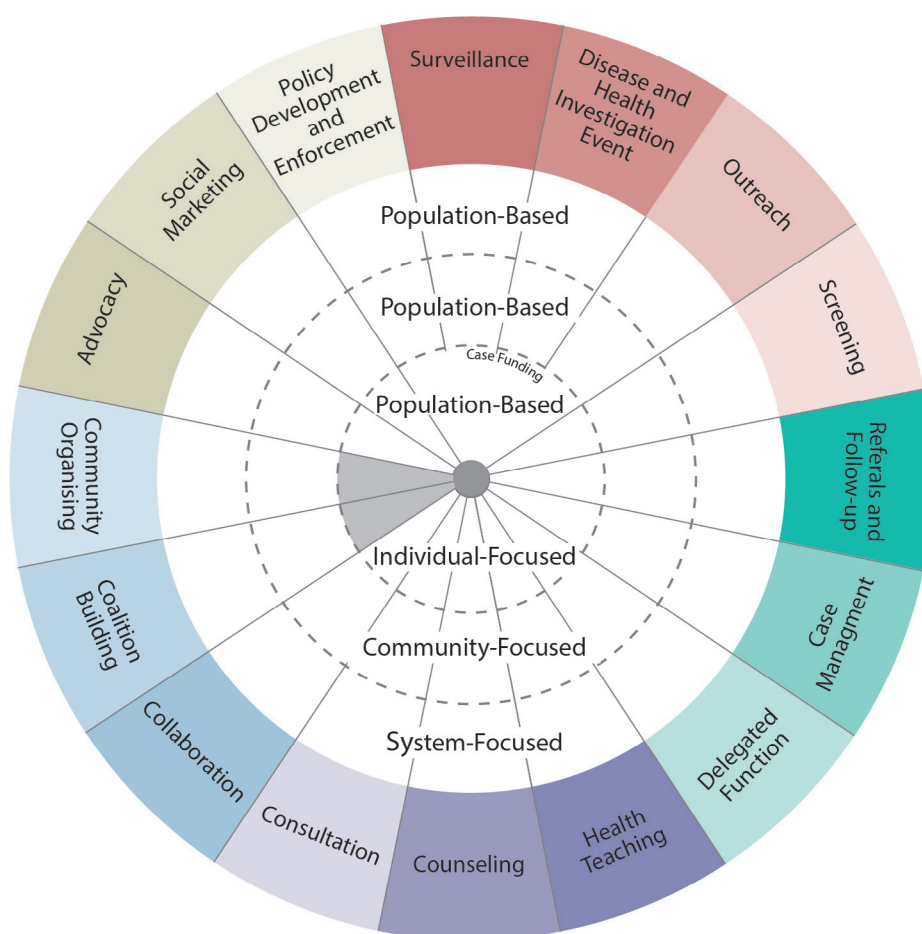 Surveillance
Disease and
Health
Investigation
Event
Outreach
Screening
Referrals and
Follow-up
Case
Managment
Delegated
Function
Health
Teaching
Counseling
Consultation
Collaboration
Coalition
Building
Community
Organising
Advocacy
Social
Marketing
Policy
Development
and
Enforcement
Population-Based
Population-Based
Case Funding
Population-Based
Individual-Focused
Community-Focused
System-Focused